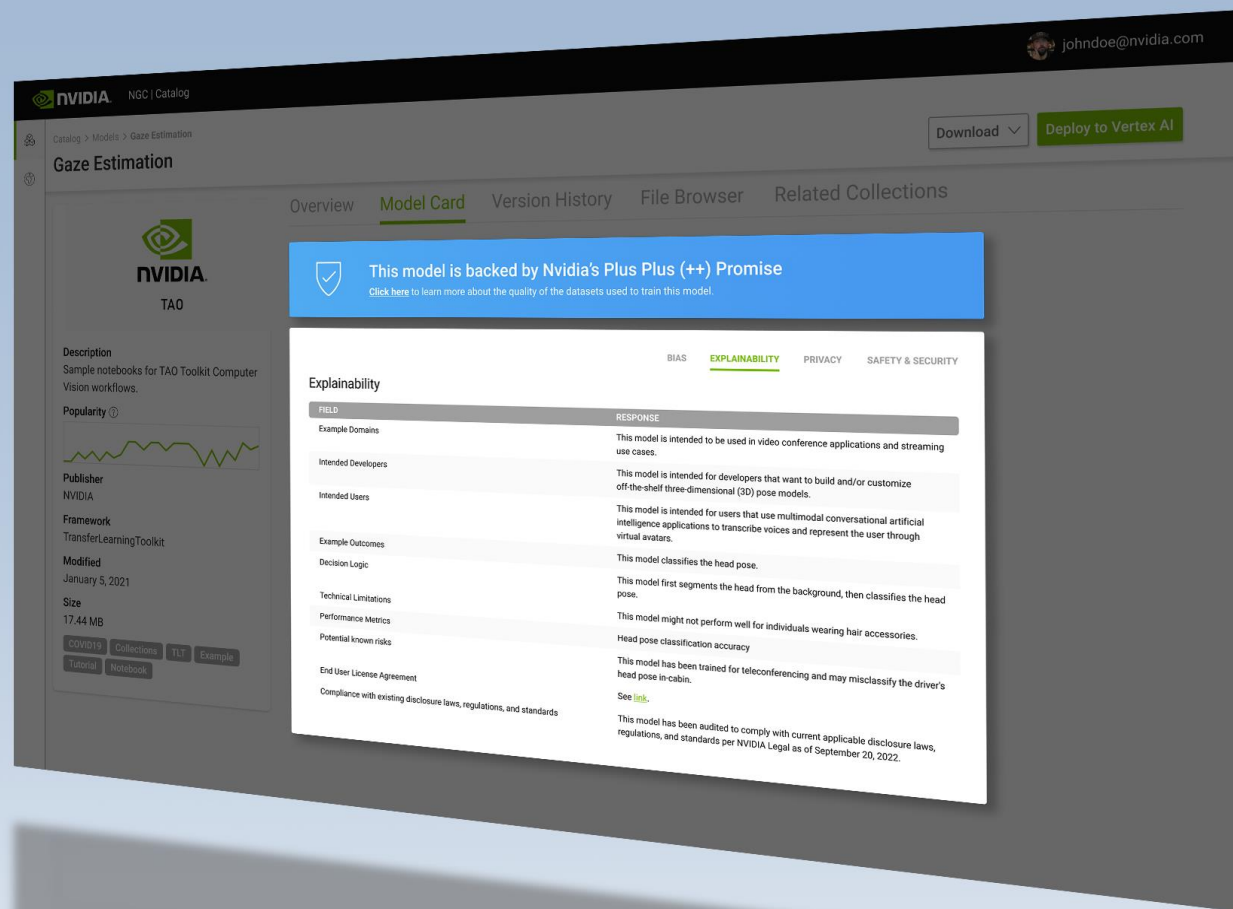 johndoe@nvidia.com
NVIDIA. NGC | Catalog
Catalog > Models > Gaze Estimation
Gaze Estimation
Download
Deploy to Vertex AI
Overview Model Card Version History File Browser Related Collections
NVIDIA.
TAO
Description
Sample notebooks for TAO Toolkit Computer
Vision workflows.
Popularity ?
Publisher
NVIDIA
Framework
TransferLearningToolkit
Modified
January 5, 2021
Size
17.44 MB
COVID19 Collections TLT Example
Tutorial Notebook
This model is backed by Nvidia's Plus Plus (++) Promise
Click here to learn more about the quality of the datasets used to train this model.
BIAS EXPLAINABILITY PRIVACY SAFETY & SECURITY
Explainability
FIELD RESPONSE
Example Domains
This model is intended to be used in video conference applications and streaming
use cases.
Intended Developers
This model is intended for developers that want to build and/or customize
off-the-shelf three-dimensional (3D) pose models.
Intended Users
This model is intended for users that use multimodal conversational artificial
intelligence applications to transcribe voices and represent the user through
virtual avatars.
Example Outcomes
This model classifies the head pose.
Decision Logic
This model first segments the head from the background, then classifies the head
pose.
Technical Limitations
This model might not perform well for individuals wearing hair accessories.
Performance Metrics
Head pose classification accuracy
Potential known risks
This model has been trained for teleconferencing and may misclassify the driver's
head pose in-cabin.
End User License Agreement
See link.
Compliance with existing disclosure laws, regulations, and standards
This model has been audited to comply with current applicable disclosure laws,
regulations, and standards per NVIDIA Legal as of September 20, 2022.